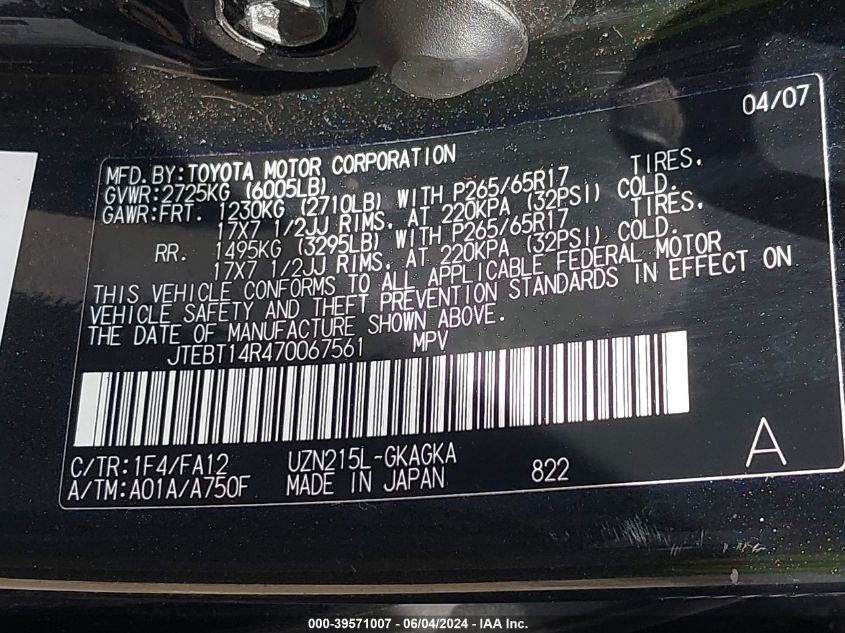 04/07
MFD.BY:TOYOTA MOTOR CORPORATION
GVWR:2725KG (6005LB)
GAWR:FRT. 1230KG (2710LB) WITH P265/65R17 TIRES,
17X7 1/2JJ RIMS, AT 220KPA (32PSI) COLD.
RR. 1495KG (3295LB) WITH P265/65R17 TIRES,
17X7 1/2JJ RIMS, AT 220KPA (32PSI) COLD.
THIS VEHICLE CONFORMS TO ALL APPLICABLE FEDERAL MOTOR
VEHICLE SAFETY AND THEFT PREVENTION STANDARDS IN EFFECT ON
THE DATE OF MANUFACTURE SHOWN ABOVE.
JTEBT14R470067561 MPV
A
C/TR:1F4/FA12 UZN215L-GKAGKA
A/TM:A01A/A750F MADE IN JAPAN 822
000-39571007 - 06/04/2024 - IAA Inc.